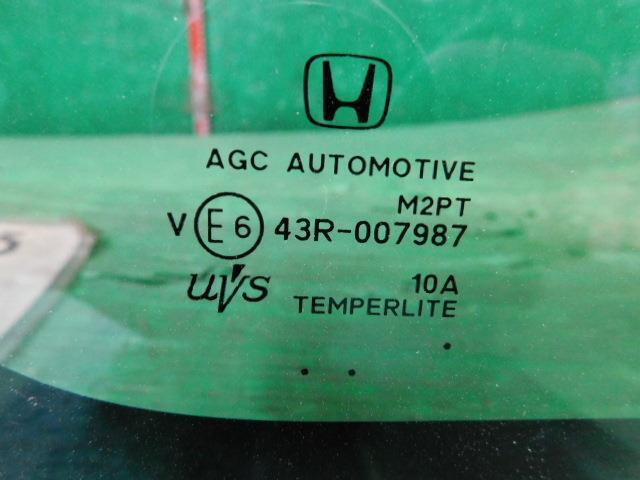 AGC AUTOMOTIVE
M2PT
V E6 43R-007987
uvs 10A
TEMPERLITE